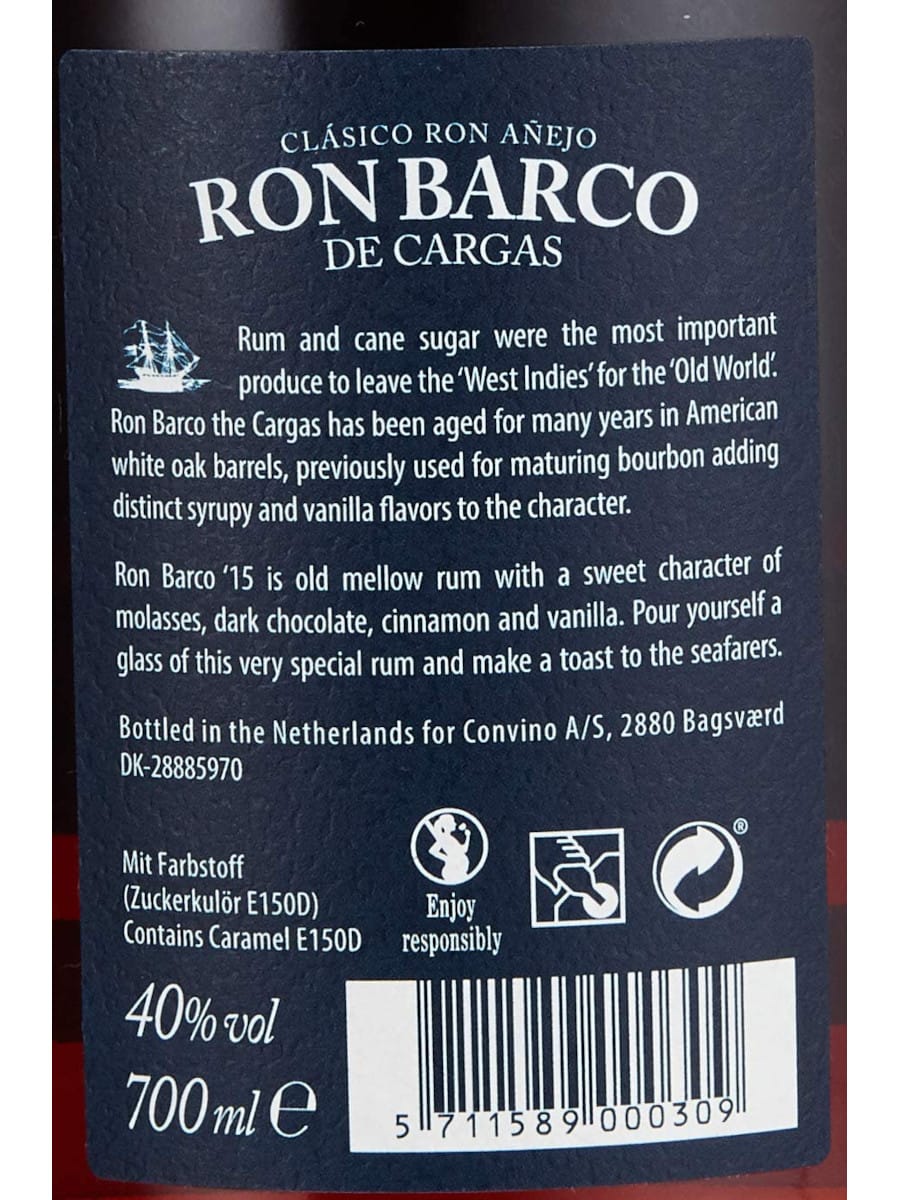 CLÁSICO RON AÑEJO
RON BARCO
DE CARGAS
Rum and cane sugar were the most important
produce to leave the ‘West Indies’ for the ‘Old World’.
Ron Barco the Cargas has been aged for many years in American
white oak barrels, previously used for maturing bourbon adding
distinct syrupy and vanilla flavors to the character.
Ron Barco ‘15 is old mellow rum with a sweet character of
molasses, dark chocolate, cinnamon and vanilla. Pour yourself a
glass of this very special rum and make a toast to the seafarers.
Bottled in the Netherlands for Convino A/S, 2880 Bagsværd
DK-28885970
Mit Farbstoff
(Zuckerkulör E150D)
Contains Caramel E150D
Enjoy
responsibly
®
40% vol
700 ml ℮
5 711589 000309